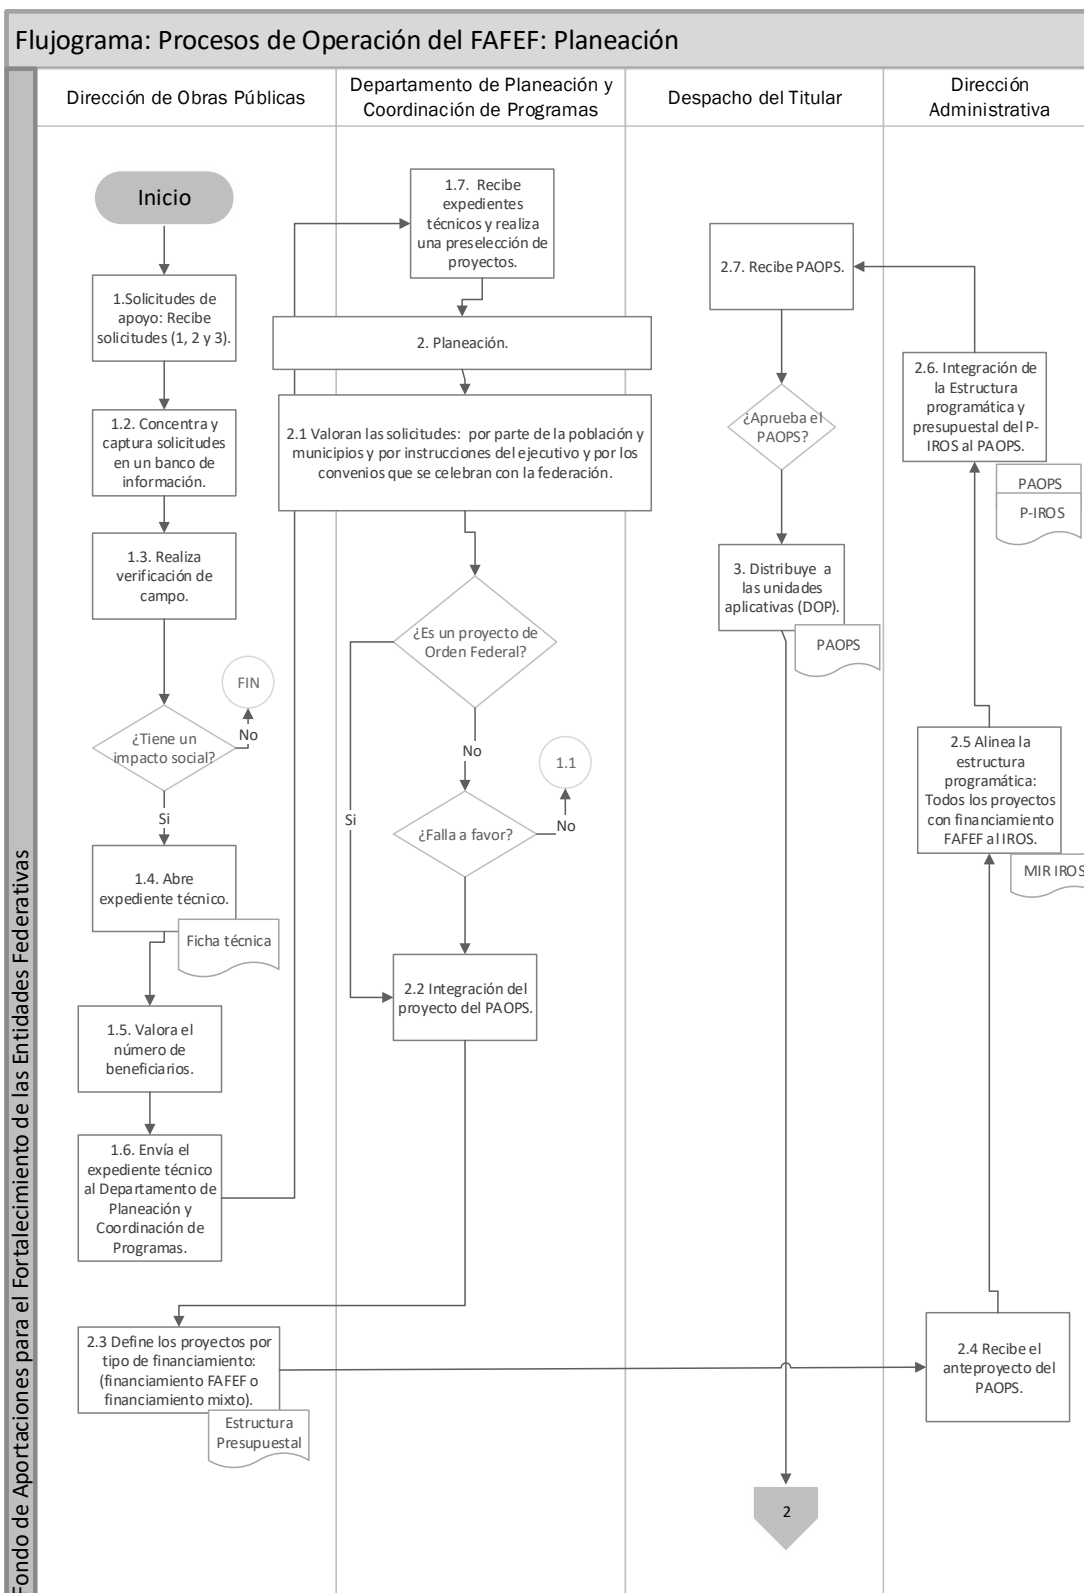 Flujograma: Procesos de Operación del FAFEF: Planeación
Fondo de Aportaciones para el Fortalecimiento de las Entidades Federativas
Dirección de Obras Públicas
Departamento de Planeación y
Coordinación de Programas
Despacho del Titular
Dirección
Administrativa
Inicio
1.Solicitudes de
apoyo: Recibe
solicitudes (1, 2 y 3).
1.2. Concentra y
captura solicitudes
en un banco de
información.
1.3. Realiza
verificación de
campo.
FIN
No
¿Tiene un
impacto social?
Si
1.4. Abre
expediente técnico.
Ficha técnica
1.5. Valora el
número de
beneficiarios.
1.6. Envía el
expediente técnico
al Departamento de
Planeación y
Coordinación de
Programas.
1.7. Recibe
expedientes
técnicos y realiza
una preselección de
proyectos.
2. Planeación.
2.1 Valoran las solicitudes: por parte de la población y
municipios y por instrucciones del ejecutivo y por los
convenios que se celebran con la federación.
¿Es un proyecto de
Orden Federal?
No
Si
1.1
¿Falla a favor?
No
2.2 Integración del
proyecto del PAOPS.
2.3 Define los proyectos por
tipo de financiamiento:
(financiamiento FAFEF o
financiamiento mixto).
Estructura
Presupuestal
2.4 Recibe el
anteproyecto del
PAOPS.
2.5 Alinea la
estructura
programática:
Todos los proyectos
con financiamiento
FAFEF al IROS.
MIR IROS
2.6. Integración de
la Estructura
programática y
presupuestal del P-
IROS al PAOPS.
PAOPS
P-IROS
2.7. Recibe PAOPS.
¿Aprueba el
PAOPS?
3. Distribuye a
las unidades
aplicativas (DOP).
PAOPS
2